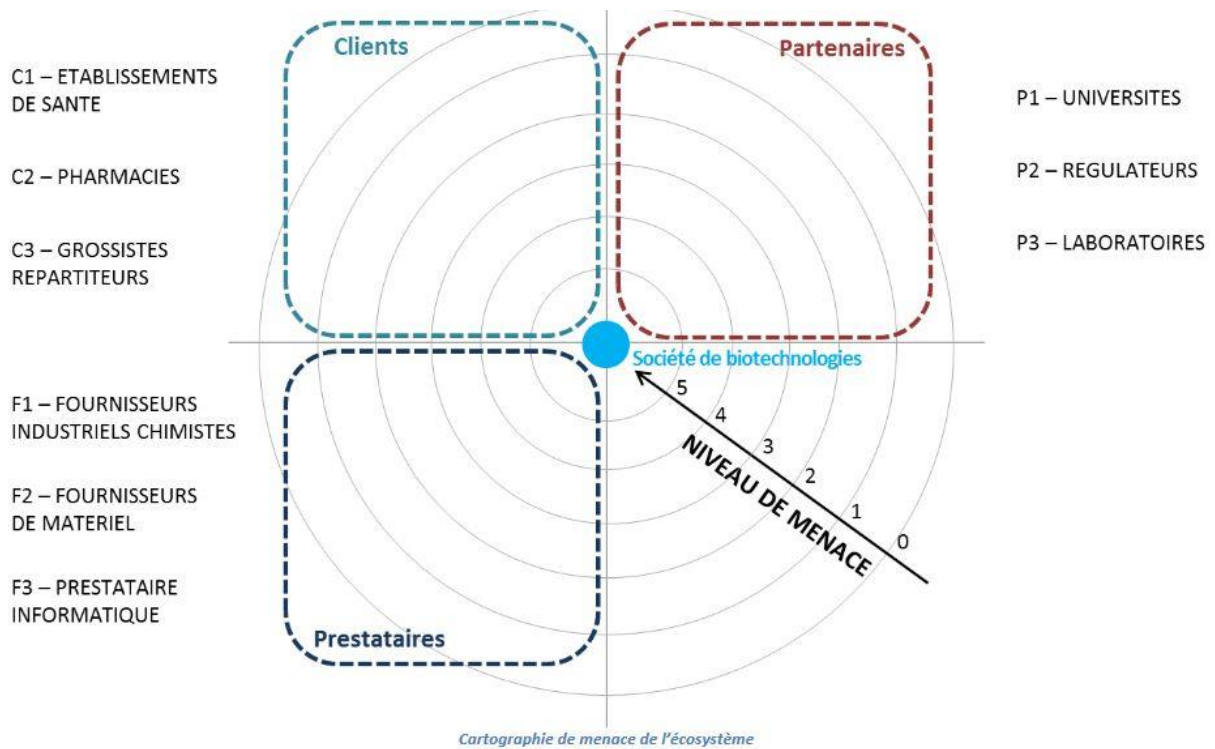 Clients
Partenaires
C1 – ETABLISSEMENTS
DE SANTE
C2 – PHARMACIES
C3 – GROSSISTES
REPARTITEURS
P1 – UNIVERSITES
P2 – REGULATEURS
P3 – LABORATOIRES
Société de biotechnologies
F1 – FOURNISSEURS
INDUSTRIELS CHIMISTES
F2 – FOURNISSEURS
DE MATERIEL
F3 – PRESTATAIRE
INFORMATIQUE
Prestataires
5
4
3
2
1
0
NIVEAU DE MENACE
Cartographie de menace de l'écosystème